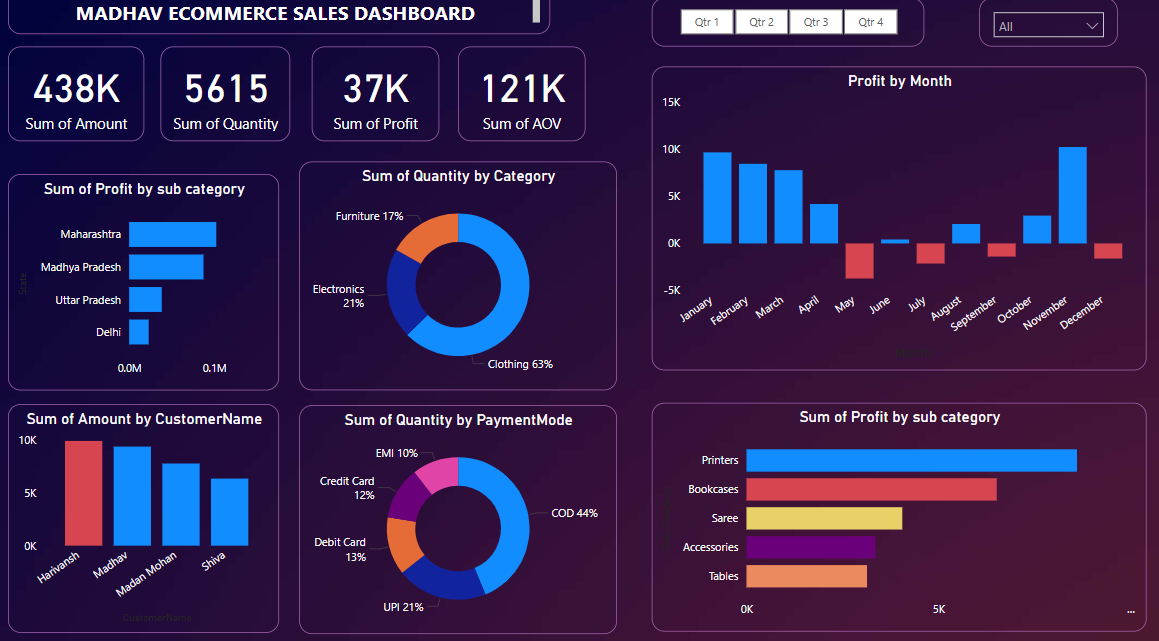 MADHAV ECOMMERCE SALES DASHBOARD
Qtr 1
Qtr 2
Qtr 3
Qtr 4
All
438K
Sum of Amount
5615
Sum of Quantity
37K
Sum of Profit
121K
Sum of AOV
Sum of Profit by sub category
State
Maharashtra
Madhya Pradesh
Uttar Pradesh
Delhi
0.0M
0.1M
Sum of Quantity by Category
Furniture 17%
Electronics
21%
Clothing 63%
Profit by Month
15K
10K
5K
0K
-5K
January
February
March
April
May
June
July
August
September
October
November
December
Sum of Amount by CustomerName
10K
5K
0K
Harivansh
Madhav
Madan Mohan
Shiva
CustomerName
Sum of Quantity by PaymentMode
EMI 10%
Credit Card
12%
Debit Card
13%
UPI 21%
COD 44%
Sum of Profit by sub category
Printers
Bookcases
Saree
Accessories
Tables
0K
5K
...